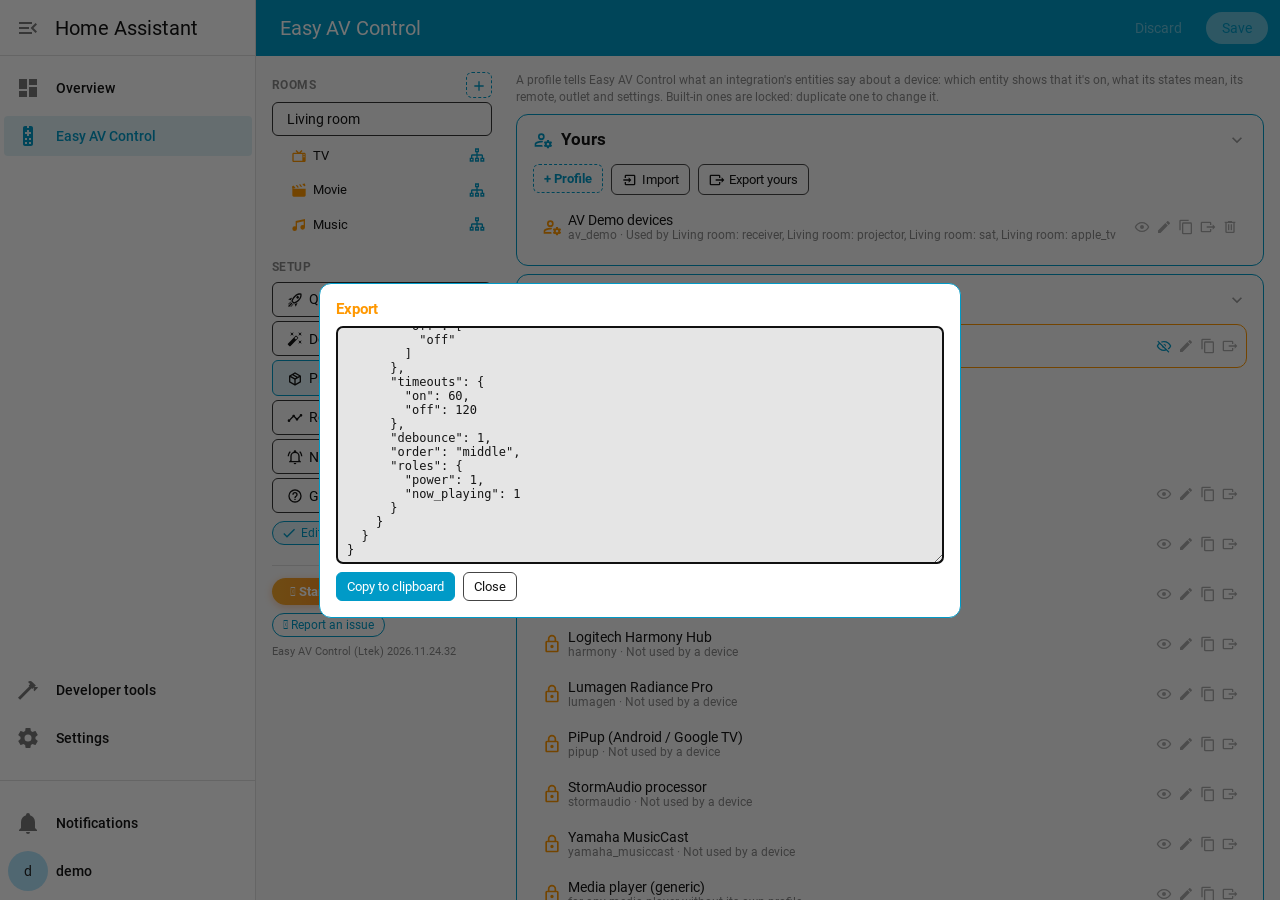 Home Assistant
Easy AV Control
Discard
Save
Overview
Easy AV Control
Developer tools
Settings
Notifications
d
demo
ROOMS
+
Living room
TV
Movie
Music
SETUP
Q
D
P
R
N
G
Edi
Sta
Report an issue
Easy AV Control (Ltek) 2026.11.24.32
A profile tells Easy AV Control what an integration's entities say about a device: which entity shows that it's on, what its states mean, its
remote, outlet and settings. Built-in ones are locked: duplicate one to change it.
Yours
+ Profile
Import
Export yours
AV Demo devices
av_demo · Used by Living room: receiver, Living room: projector, Living room: sat, Living room: apple_tv
Export
"off"
]
},
"timeouts": {
"on": 60,
"off": 120
},
"debounce": 1,
"order": "middle",
"roles": {
"power": 1,
"now_playing": 1
}
}
}
}
Copy to clipboard
Close
Logitech Harmony Hub
harmony · Not used by a device
Lumagen Radiance Pro
lumagen · Not used by a device
PiPup (Android / Google TV)
pipup · Not used by a device
StormAudio processor
stormaudio · Not used by a device
Yamaha MusicCast
yamaha_musiccast · Not used by a device
Media player (generic)